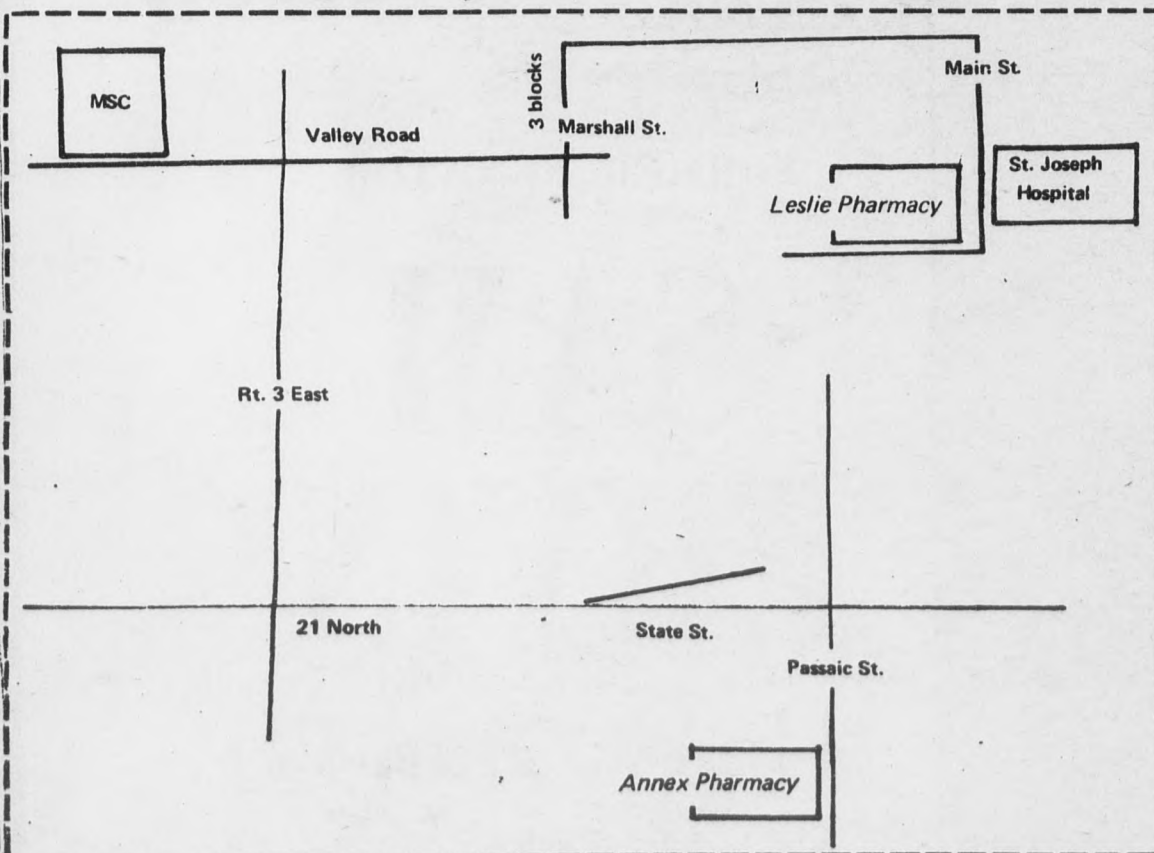 MSC
Valley Road
3 blocks
Marshall St.
Main St.
St. Joseph
Hospital
Leslie Pharmacy
Rt. 3 East
21 North
State St.
Passaic St.
Annex Pharmacy